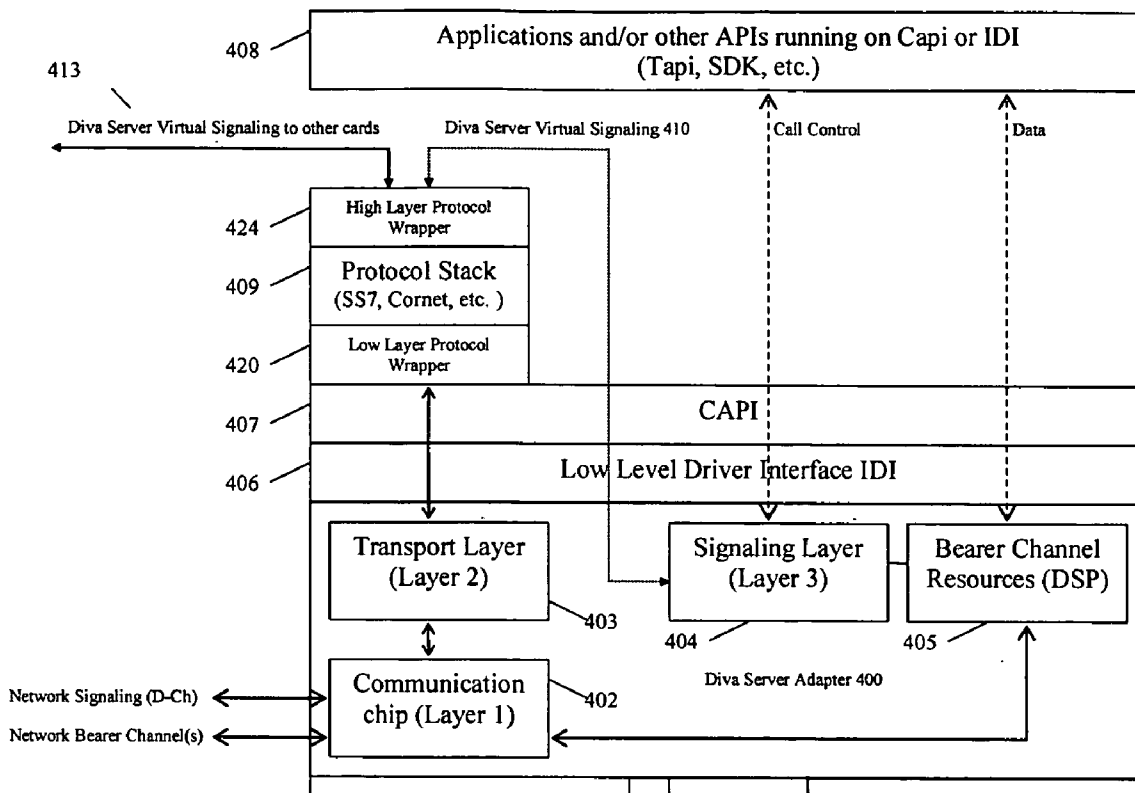 Applications and/or other APIs running on Capi or IDI
(Tapi, SDK, etc.)
408
413
Diva Server Virtual Signaling to other cards
Diva Server Virtual Signaling 410
Call Control
Data
High Layer Protocol
Wrapper
424
Protocol Stack
(SS7, Cornet, etc. )
409
Low Layer Protocol
Wrapper
420
CAPI
407
Low Level Driver Interface IDI
406
Transport Layer
(Layer 2)
403
Signaling Layer
(Layer 3)
404
Bearer Channel
Resources (DSP)
405
Communication
chip (Layer 1)
402
Diva Server Adapter 400
Network Signaling (D-Ch)
Network Bearer Channel(s)